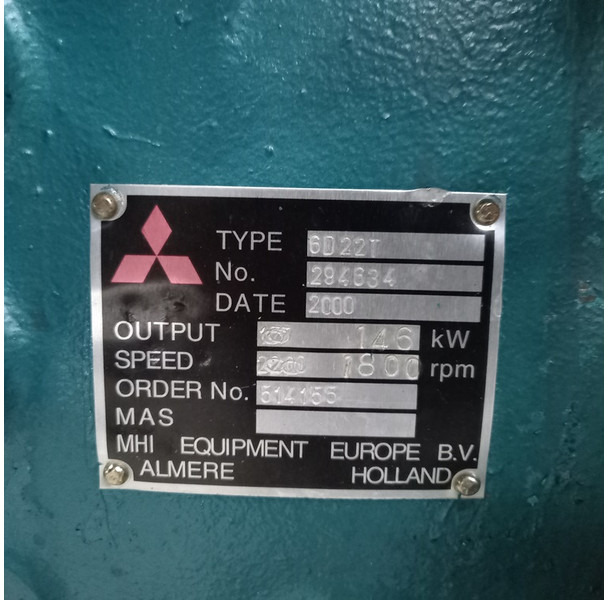 TYPE 6D22T
No. 294634
DATE 2000
OUTPUT 146 kW
SPEED 1800 rpm
ORDER No. 514155
MAS
MHI EQUIPMENT EUROPE B.V.
ALMERE HOLLAND